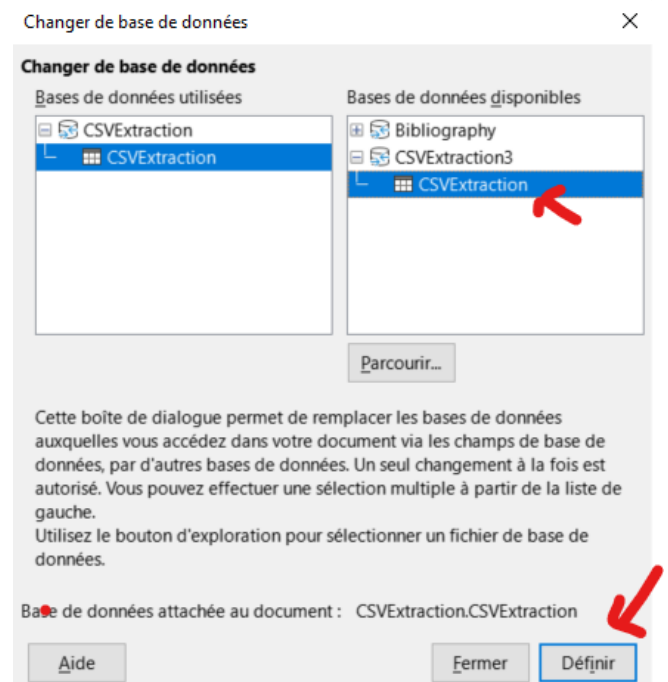 Changer de base de données
Changer de base de données
Bases de données utilisées
CSVExtraction
CSVExtraction
Bases de données disponibles
Bibliography
CSVExtraction3
CSVExtraction
Parcourir...
Cette boîte de dialogue permet de remplacer les bases de données
auxquelles vous accédez dans votre document via les champs de base de
données, par d'autres bases de données. Un seul changement à la fois est
autorisé. Vous pouvez effectuer une sélection multiple à partir de la liste de
gauche.
Utilisez le bouton d'exploration pour sélectionner un fichier de base de
données.
Base de données attachée au document : CSVExtraction.CSVExtraction
Aide
Fermer
Définir